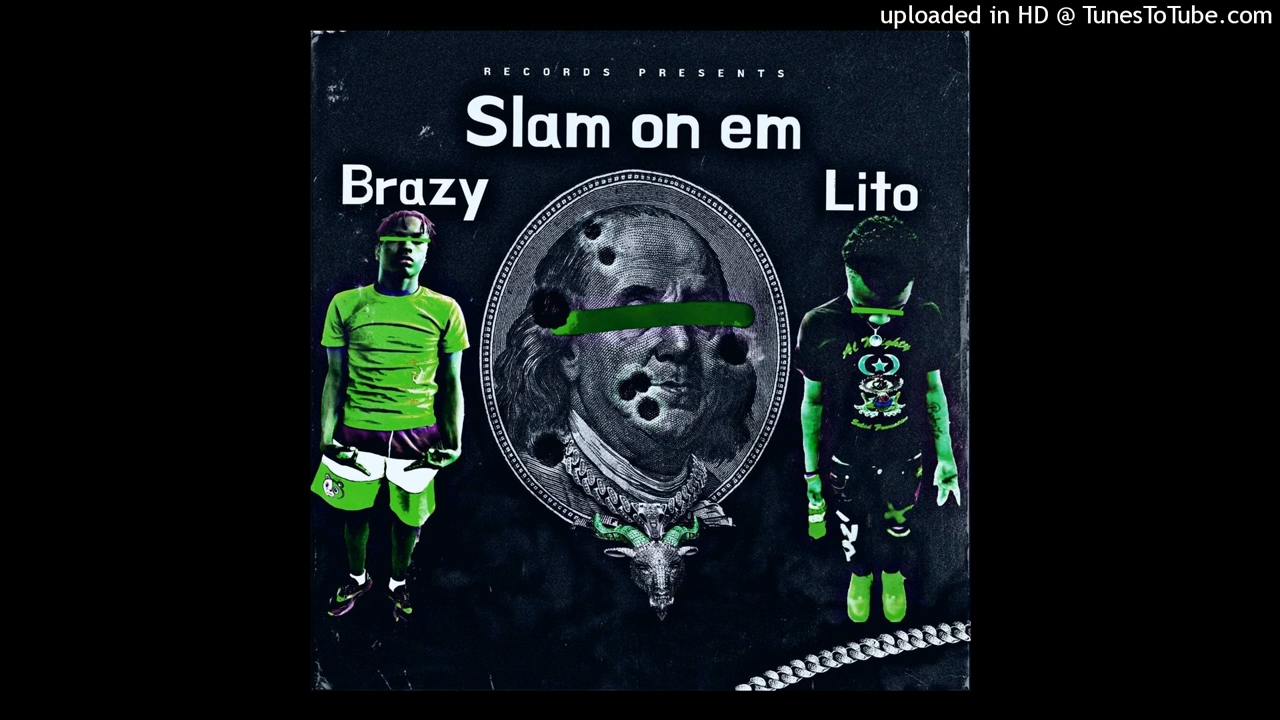 uploaded in HD @ TunesToTube.com
RECORDS PRESENTS
Slam on em
Brazy
Lito